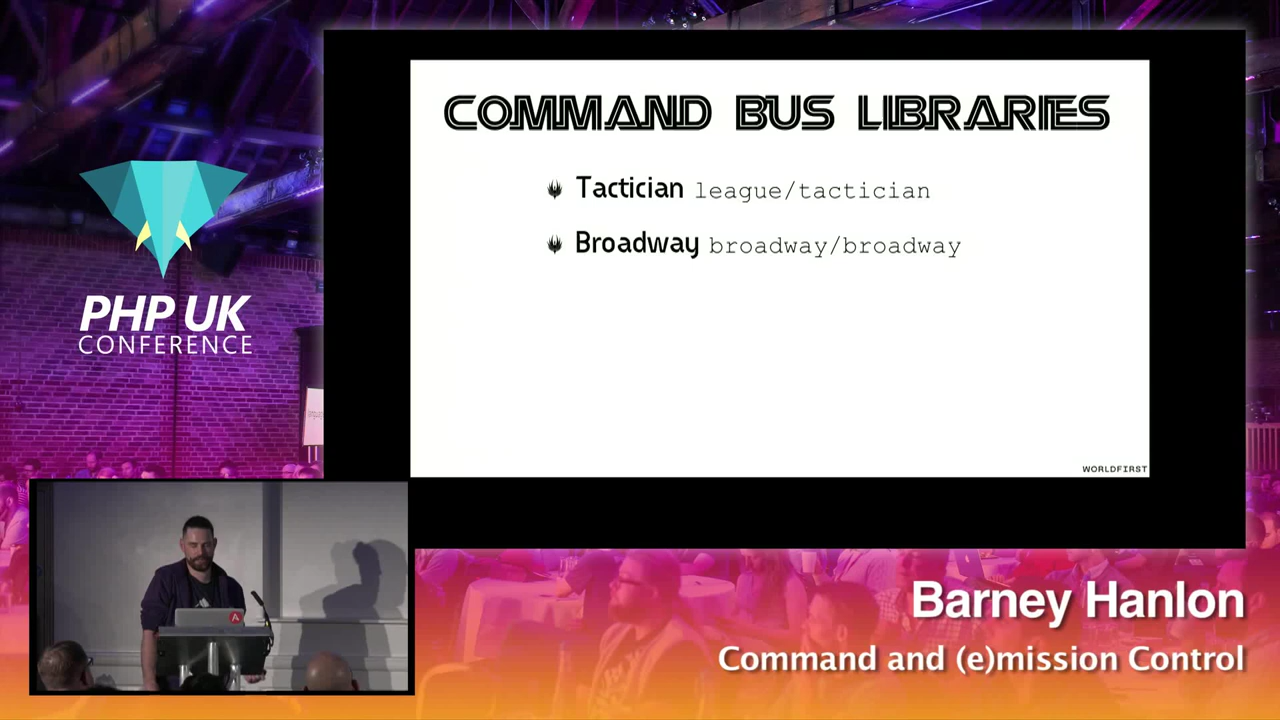 COMMAND BUS LIBRARIES
Tactician league/tactician
Broadway broadway/broadway
WORLDFIRST
PHP UK
CONFERENCE
Barney Hanlon
Command and (e)mission Control